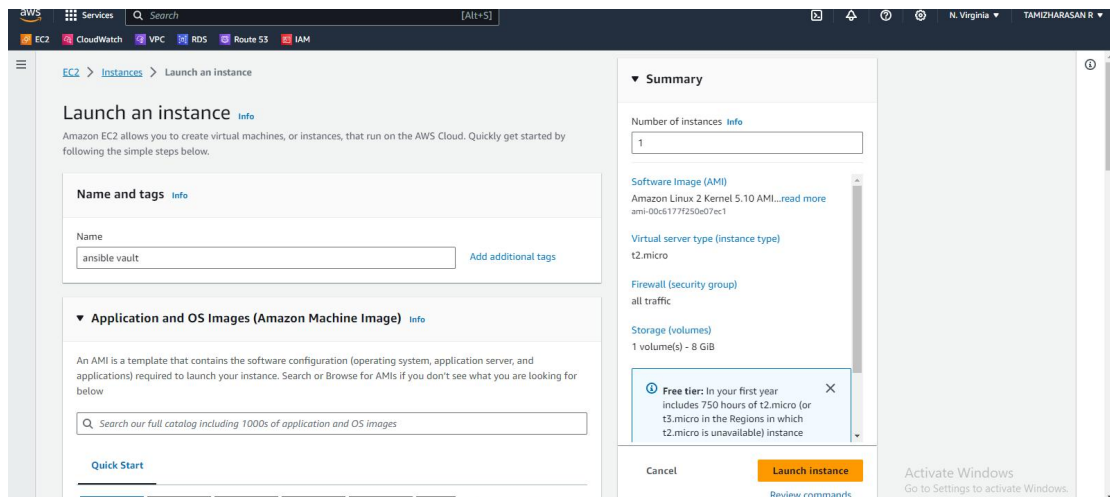 aws Services Search [Alt+S] N. Virginia ▼ TAMIZHARASAN R ▼
EC2 CloudWatch VPC RDS Route 53 IAM
EC2 > Instances > Launch an instance
Launch an instance Info
Amazon EC2 allows you to create virtual machines, or instances, that run on the AWS Cloud. Quickly get started by
following the simple steps below.
Name and tags Info
Name
ansible vault
Add additional tags
▼ Application and OS Images (Amazon Machine Image) Info
An AMI is a template that contains the software configuration (operating system, application server, and
applications) required to launch your instance. Search or Browse for AMIs if you don't see what you are looking for
below
Search our full catalog including 1000s of application and OS images
Quick Start
▼ Summary
Number of instances Info
1
Software Image (AMI)
Amazon Linux 2 Kernel 5.10 AMI...read more
ami-00c6177f250e07ec1
Virtual server type (instance type)
t2.micro
Firewall (security group)
all traffic
Storage (volumes)
1 volume(s) - 8 GiB
Free tier: In your first year
includes 750 hours of t2.micro (or
t3.micro in the Regions in which
t2.micro is unavailable) instance
Cancel
Launch instance
Review commands
Activate Windows
Go to Settings to activate Windows.